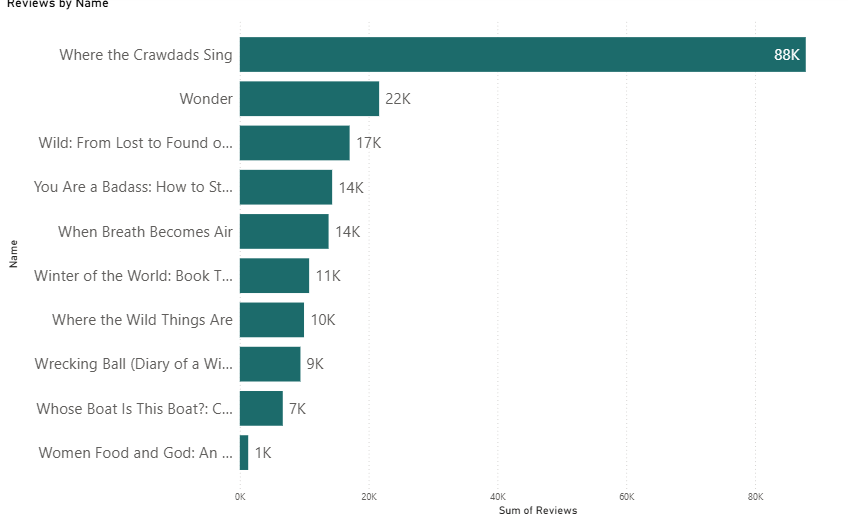 Reviews by Name
Where the Crawdads Sing 88K
Wonder 22K
Wild: From Lost to Found o... 17K
You Are a Badass: How to St... 14K
When Breath Becomes Air 14K
Winter of the World: Book T... 11K
Where the Wild Things Are 10K
Wrecking Ball (Diary of a Wi... 9K
Whose Boat Is This Boat?: C... 7K
Women Food and God: An ... 1K
Name
0K 20K 40K 60K 80K
Sum of Reviews